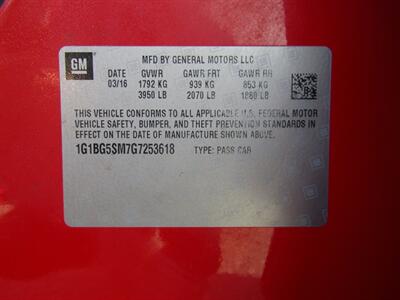 GM
MFD BY GENERAL MOTORS LLC
DATE GVWR GAWR FRT GAWR RR
03/16 1792 KG 939 KG 853 KG
3950 LB 2070 LB 1880 LB
THIS VEHICLE CONFORMS TO ALL APPLICABLE U.S. FEDERAL MOTOR
VEHICLE SAFETY, BUMPER, AND THEFT PREVENTION STANDARDS IN
EFFECT ON THE DATE OF MANUFACTURE SHOWN ABOVE.
1G1BG5SM7G7253618 TYPE: PASS CAR